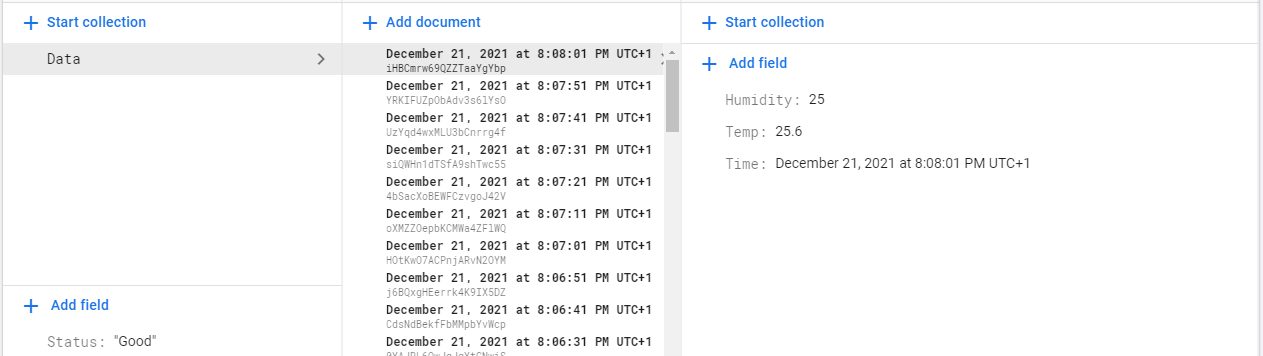 Start collection
Data
Add field
Status: "Good"
Add document
December 21, 2021 at 8:08:01 PM UTC+1
iHBCmrw69QZZTaaYgYbp
December 21, 2021 at 8:07:51 PM UTC+1
YRKIFUZpObAdv3s6lYsO
December 21, 2021 at 8:07:41 PM UTC+1
UzYqd4wxMLU3bCnrrg4f
December 21, 2021 at 8:07:31 PM UTC+1
siQWHn1dTSfA9shTwc55
December 21, 2021 at 8:07:21 PM UTC+1
4bSacXoBEWFCzvgoJ42V
December 21, 2021 at 8:07:11 PM UTC+1
oXMZZOepbKCMWa4ZFlWQ
December 21, 2021 at 8:07:01 PM UTC+1
HOtKwO7ACPnjARvN2OYM
December 21, 2021 at 8:06:51 PM UTC+1
j6BQxgHEerrk4K9IX5DZ
December 21, 2021 at 8:06:41 PM UTC+1
CdsNdBekfFbMMpbYvWcp
December 21, 2021 at 8:06:31 PM UTC+1
Start collection
Add field
Humidity: 25
Temp: 25.6
Time: December 21, 2021 at 8:08:01 PM UTC+1